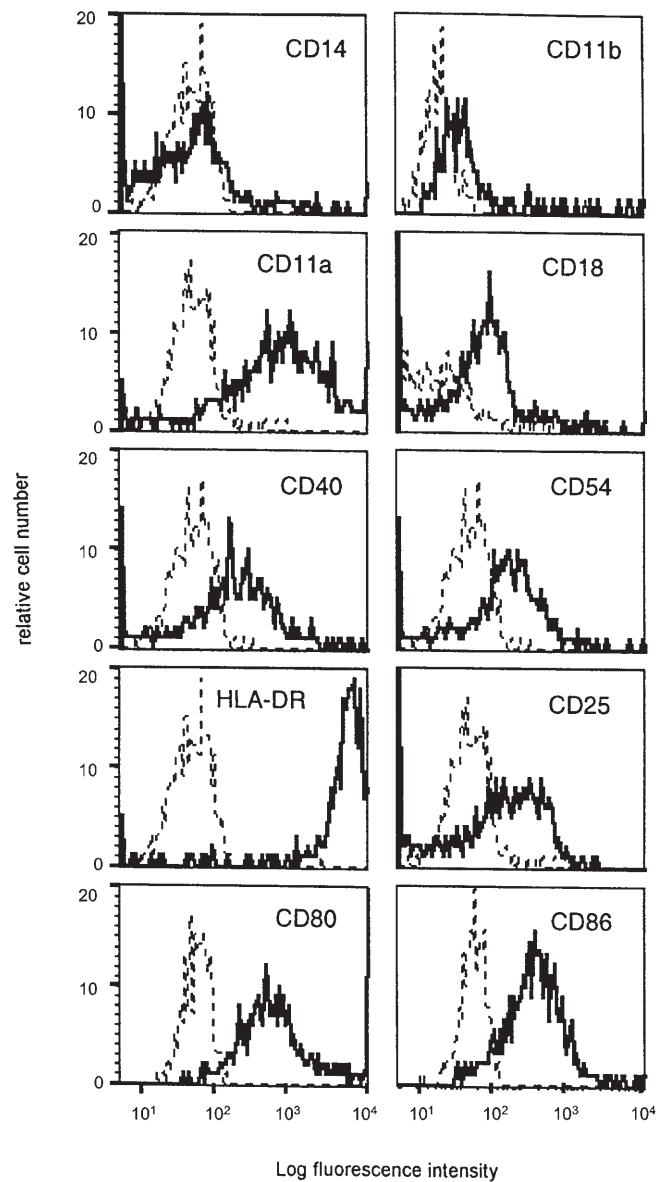 20
10
0
CD14
CD11b
20
10
0
CD11a
CD18
20
10
0
CD40
CD54
20
10
0
HLA-DR
CD25
20
10
0
CD80
CD86
10¹ 10² 10³ 10⁴
10¹ 10² 10³ 10⁴
relative cell number
Log fluorescence intensity